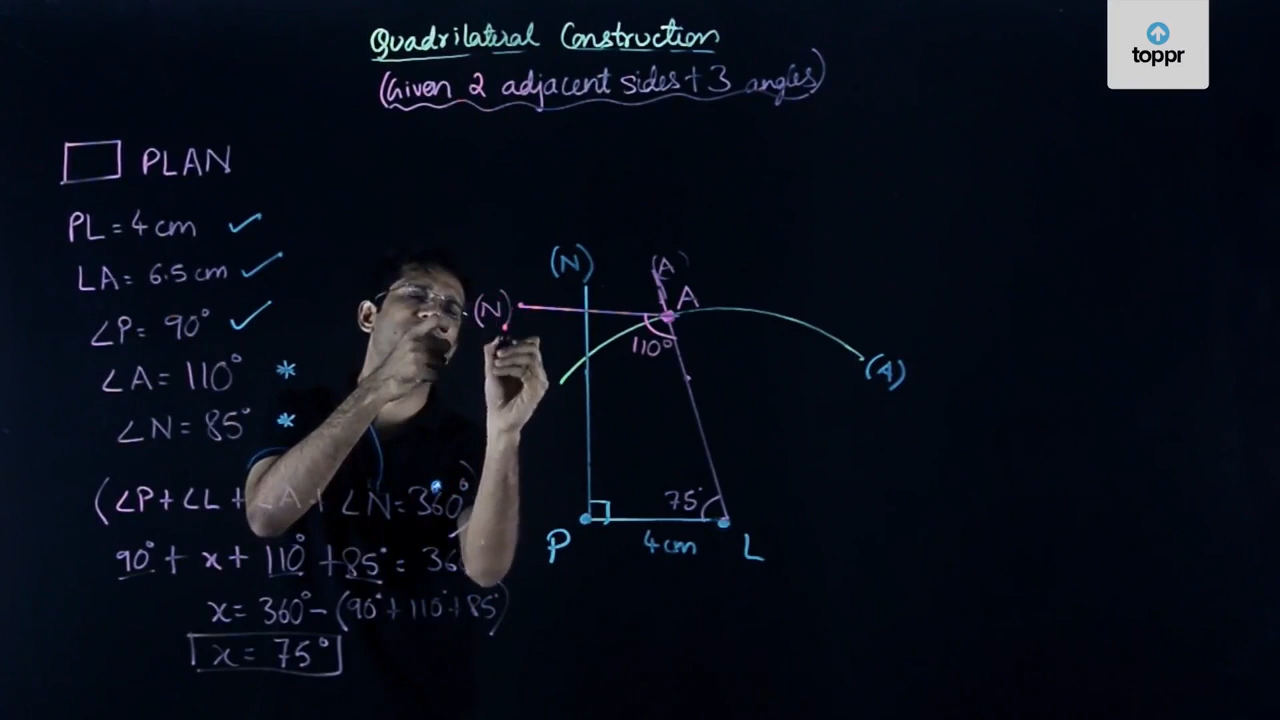 Quadrilateral Construction
(Given 2 adjacent sides + 3 angles)
toppr
PLAN
PL = 4 cm ✓
LA = 6.5 cm ✓
∠P = 90° ✓
∠A = 110° *
∠N = 85° *
(∠P + ∠L + ∠A + ∠N = 360°)
90° + x + 110° + 85° = 36
x = 360° - (90° + 110° + 85°)
x = 75°
(N)
(A)
A
(N)
110°
(A)
75°
P
4 cm
L